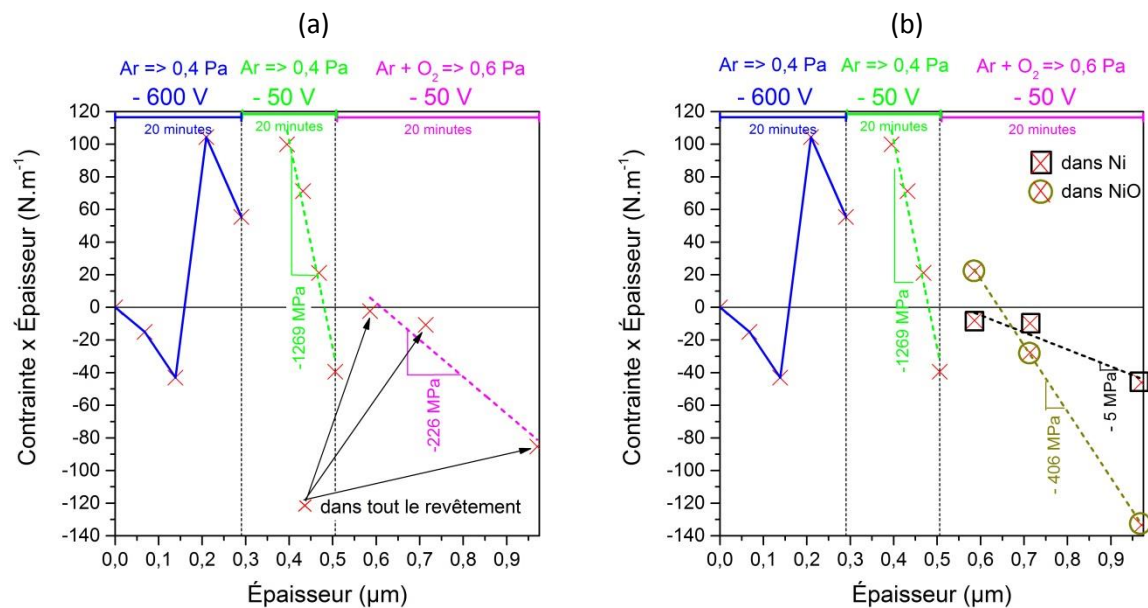 (a)
Ar => 0,4 Pa
- 600 V
20 minutes
Ar => 0,4 Pa
- 50 V
20 minutes
Ar + O₂ => 0,6 Pa
- 50 V
20 minutes
Contrainte x Épaisseur (N.m⁻¹)
120
100
80
60
40
20
0
-20
-40
-60
-80
-100
-120
-140
-1269 MPa
-226 MPa
dans tout le revêtement
0,0 0,1 0,2 0,3 0,4 0,5 0,6 0,7 0,8 0,9
Épaisseur (µm)
(b)
Ar => 0,4 Pa
- 600 V
20 minutes
Ar => 0,4 Pa
- 50 V
20 minutes
Ar + O₂ => 0,6 Pa
- 50 V
20 minutes
Contrainte x Épaisseur (N.m⁻¹)
120
100
80
60
40
20
0
-20
-40
-60
-80
-100
-120
-140
dans Ni
dans NiO
-1269 MPa
- 5 MPa
- 406 MPa
0,0 0,1 0,2 0,3 0,4 0,5 0,6 0,7 0,8 0,9
Épaisseur (µm)